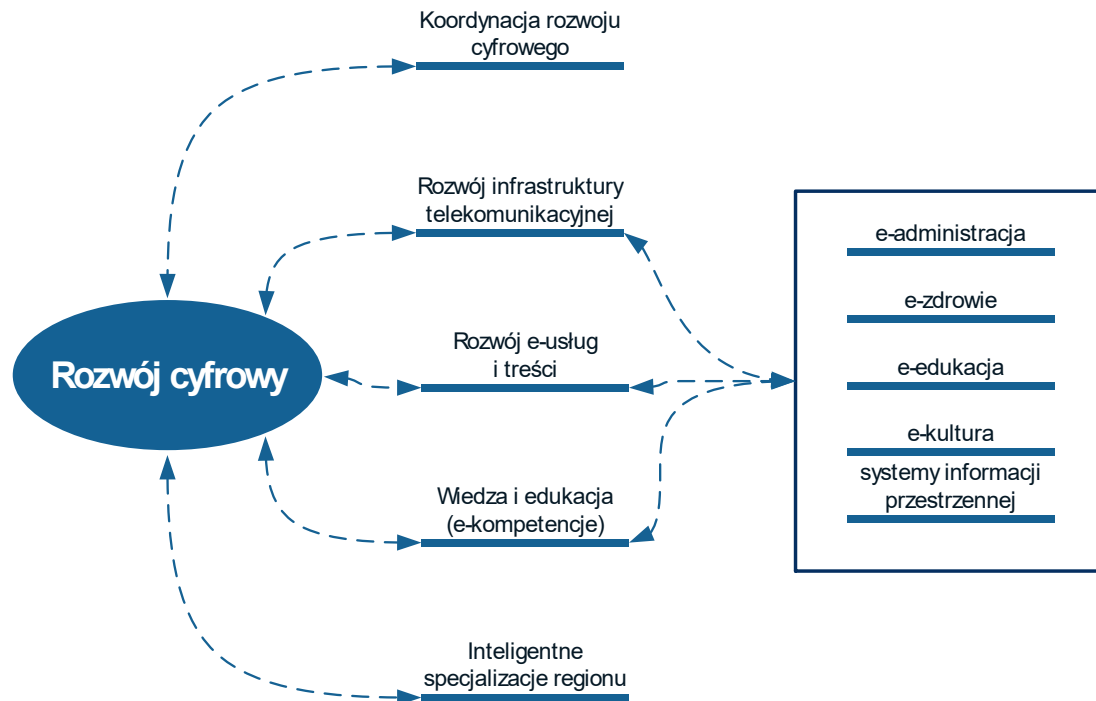 Koordynacja rozwoju
cyfrowego
Rozwój infrastruktury
telekomunikacyjnej
Rozwój cyfrowy
Rozwój e-usług
i treści
Wiedza i edukacja
(e-kompetencje)
Inteligentne
specjalizacje regionu
e-administracja
e-zdrowie
e-edukacja
e-kultura
systemy informacji
przestrzennej